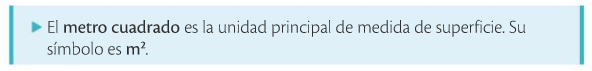 El metro cuadrado es la unidad principal de medida de superficie. Su
símbolo es m².